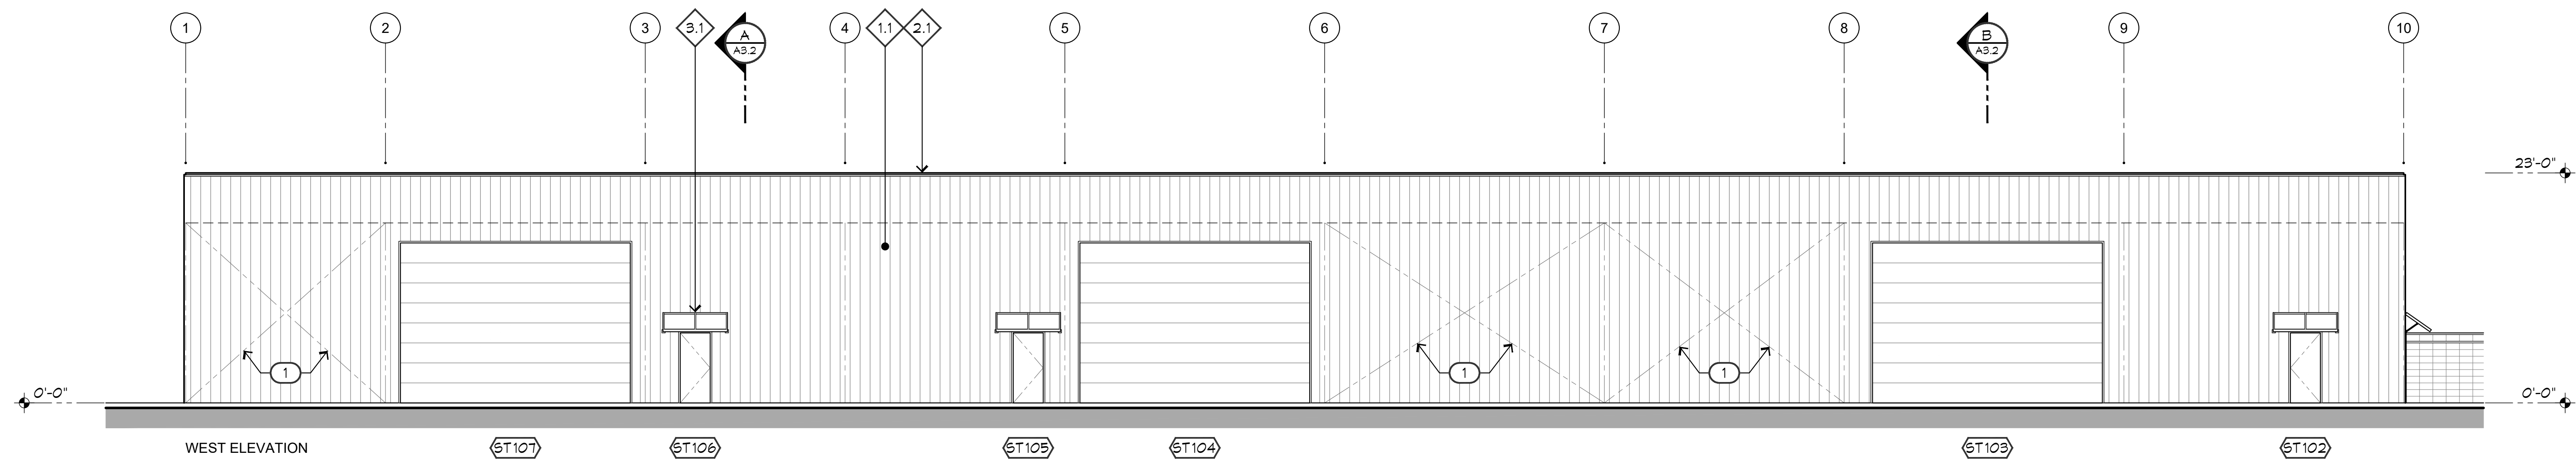 1
2
3
3.1
A
A3.2
4
1.1
2.1
5
6
7
8
B
A3.2
9
10
23'-0"
1
1
1
0'-0"
0'-0"
WEST ELEVATION
ST107
ST106
ST105
ST104
ST103
ST102